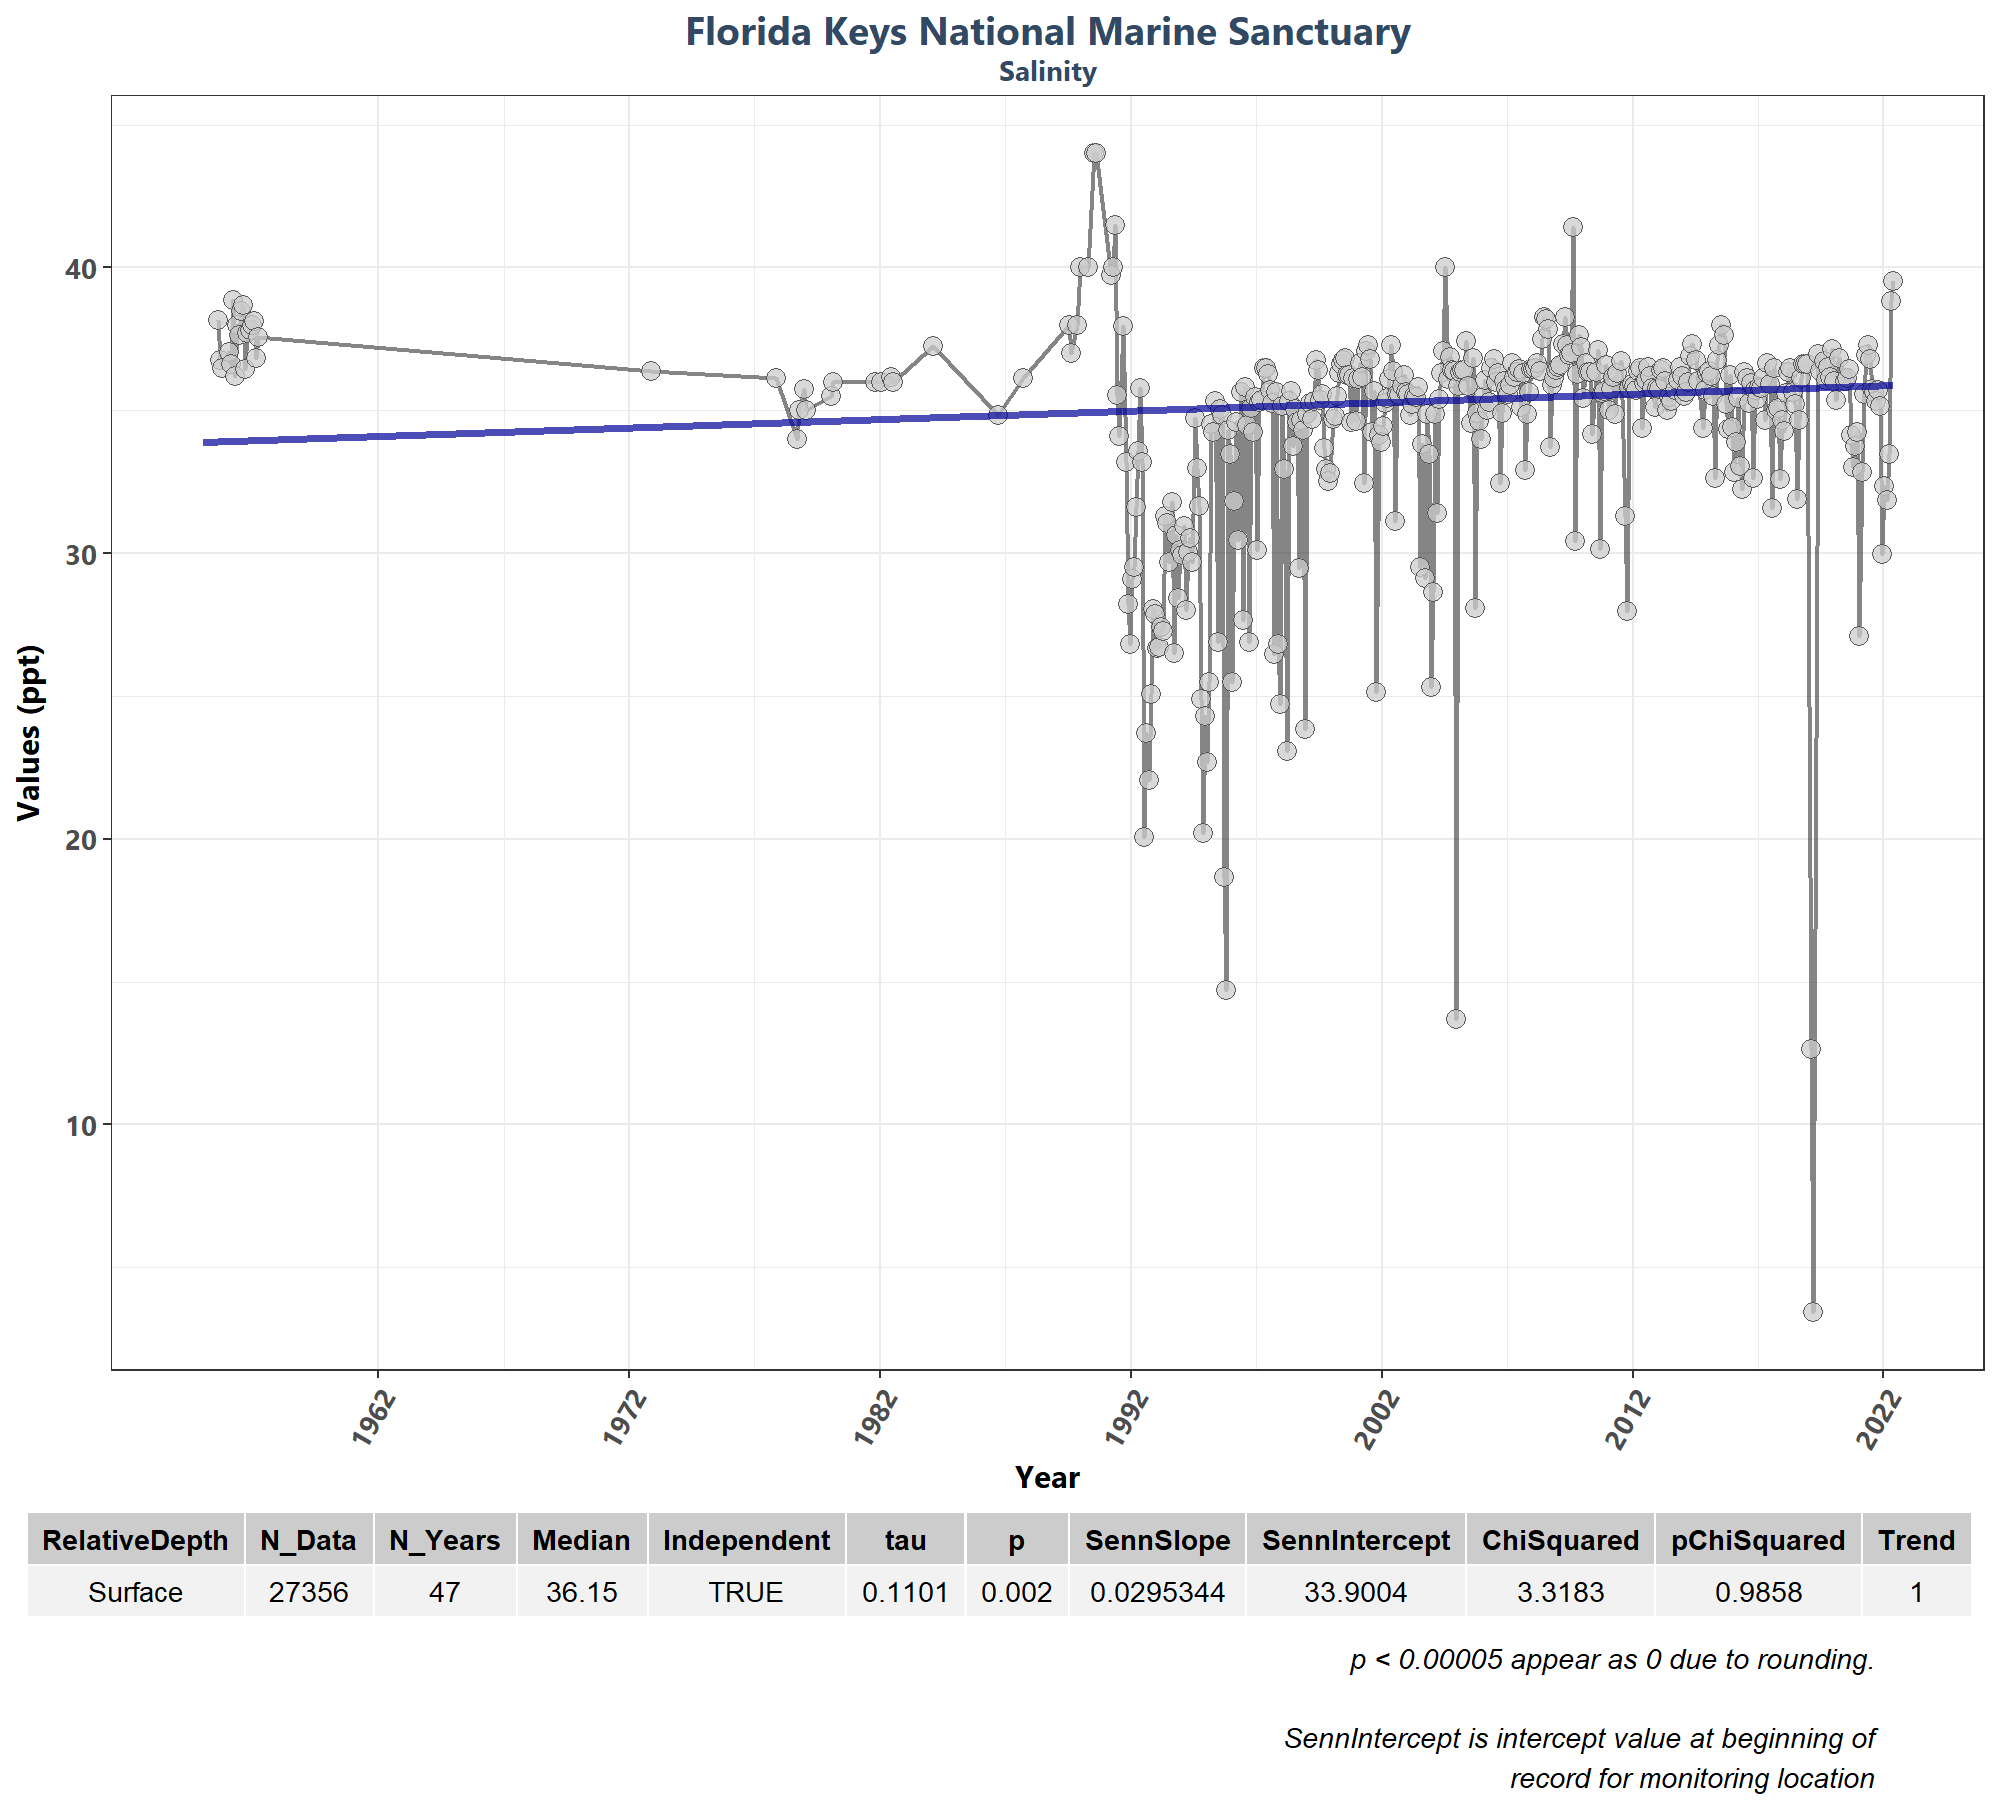 Florida Keys National Marine Sanctuary
Salinity
Values (ppt)
40
30
20
10
1962
1972
1982
1992
2002
2012
2022
Year
RelativeDepth N_Data N_Years Median Independent tau p SennSlope SennIntercept ChiSquared pChiSquared Trend
Surface 27356 47 36.15 TRUE 0.1101 0.002 0.0295344 33.9004 3.3183 0.9858 1
p < 0.00005 appear as 0 due to rounding.
SennIntercept is intercept value at beginning of
record for monitoring location